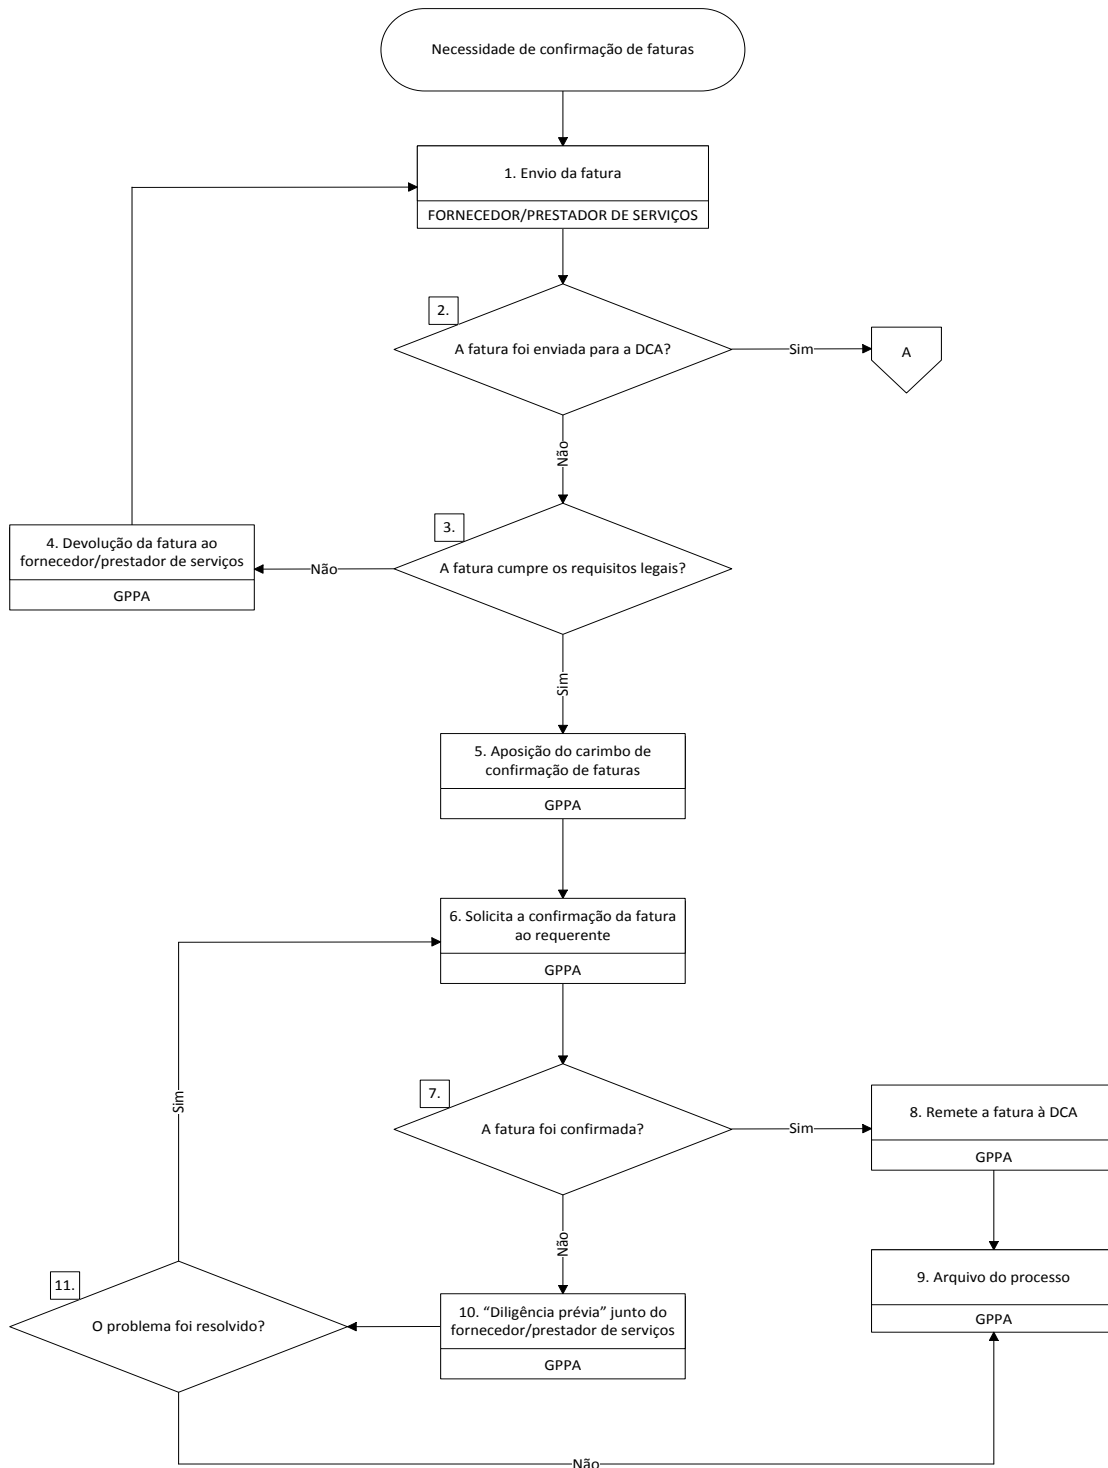 Necessidade de confirmação de faturas
1. Envio da fatura
FORNECEDOR/PRESTADOR DE SERVIÇOS
2.
A fatura foi enviada para a DCA?
Sim
A
Não
3.
A fatura cumpre os requisitos legais?
Não
4. Devolução da fatura ao
fornecedor/prestador de serviços
GPPA
Sim
5. Aposição do carimbo de
confirmação de faturas
GPPA
6. Solicita a confirmação da fatura
ao requerente
GPPA
7.
A fatura foi confirmada?
Sim
8. Remete a fatura à DCA
GPPA
9. Arquivo do processo
GPPA
Não
10. “Diligência prévia” junto do
fornecedor/prestador de serviços
GPPA
11.
O problema foi resolvido?
Sim
Não